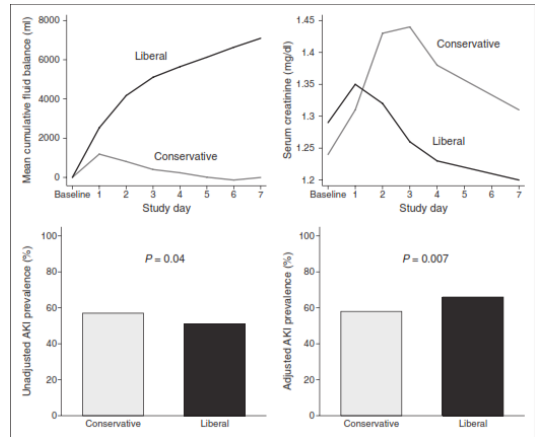 Mean cumulative fluid balance (ml)
8000
6000
4000
2000
0
Liberal
Conservative
Baseline 1 2 3 4 5 6 7
Study day
Serum creatinine (mg/dl)
1.45
1.4
1.35
1.3
1.25
1.2
Conservative
Liberal
Baseline 1 2 3 4 5 6 7
Study day
Unadjusted AKI prevalence (%)
100
80
60
40
20
0
P = 0.04
Conservative Liberal
Adjusted AKI prevalence (%)
100
80
60
40
20
0
P = 0.007
Conservative Liberal